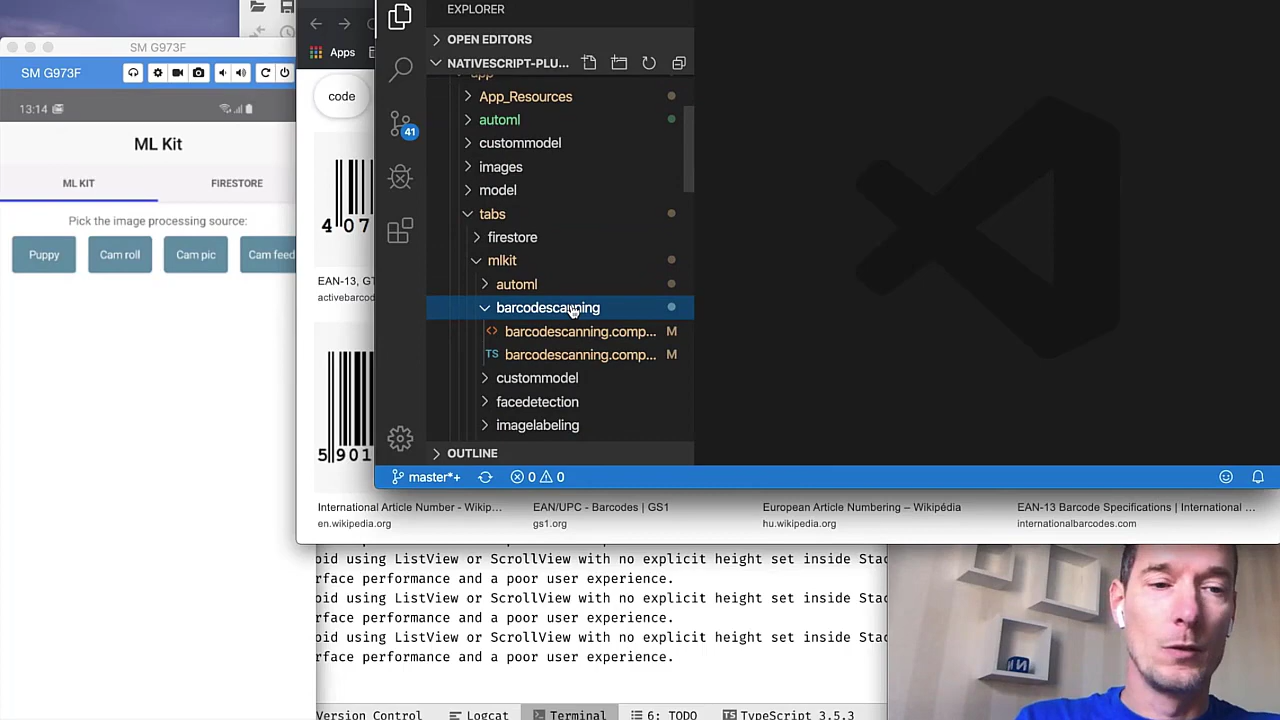 SM G973F
SM G973F
13:14
ML Kit
ML KIT
FIRESTORE
Pick the image processing source:
Puppy
Cam roll
Cam pic
Cam feed
Apps
code
4 07
EAN-13, GT
activebarcod
5 901
International Article Number - Wikip...
en.wikipedia.org
EAN/UPC - Barcodes | GS1
gs1.org
European Article Numbering – Wikipédia
hu.wikipedia.org
EAN-13 Barcode Specifications | International ...
internationalbarcodes.com
EXPLORER
OPEN EDITORS
NATIVESCRIPT-PLU...
app
App_Resources
automl
custommodel
images
model
tabs
firestore
mlkit
automl
barcodescanning
barcodescanning.comp... M
TS barcodescanning.comp... M
custommodel
facedetection
imagelabeling
OUTLINE
41
master*+
0 0
oid using ListView or ScrollView with no explicit height set inside Stac
rface performance and a poor user experience.
oid using ListView or ScrollView with no explicit height set inside Stac
rface performance and a poor user experience.
oid using ListView or ScrollView with no explicit height set inside Stac
rface performance and a poor user experience.
Version Control
Logcat
Terminal
6: TODO
TS TypeScript 3.5.3